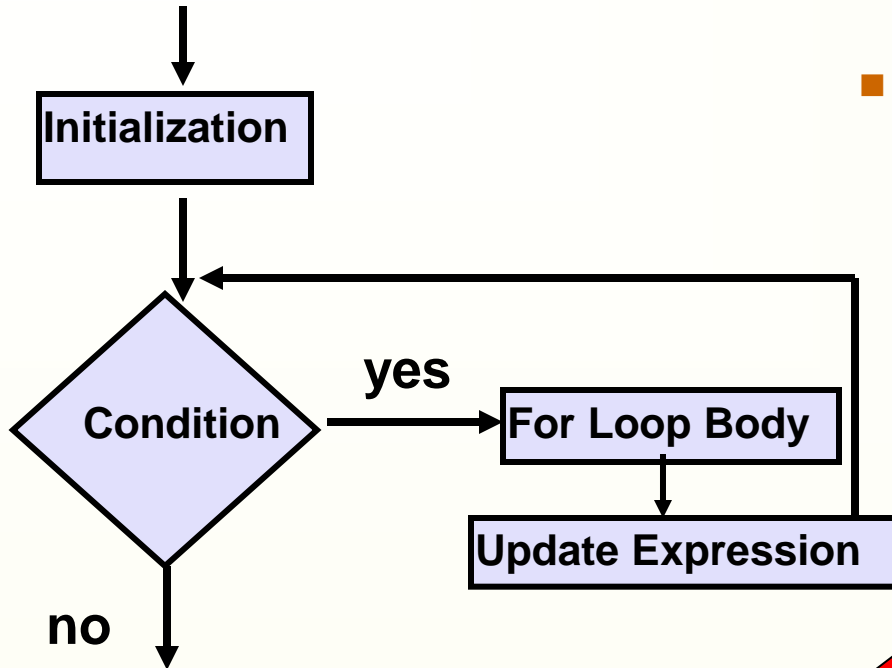 Initialization
Condition
yes
For Loop Body
Update Expression
no